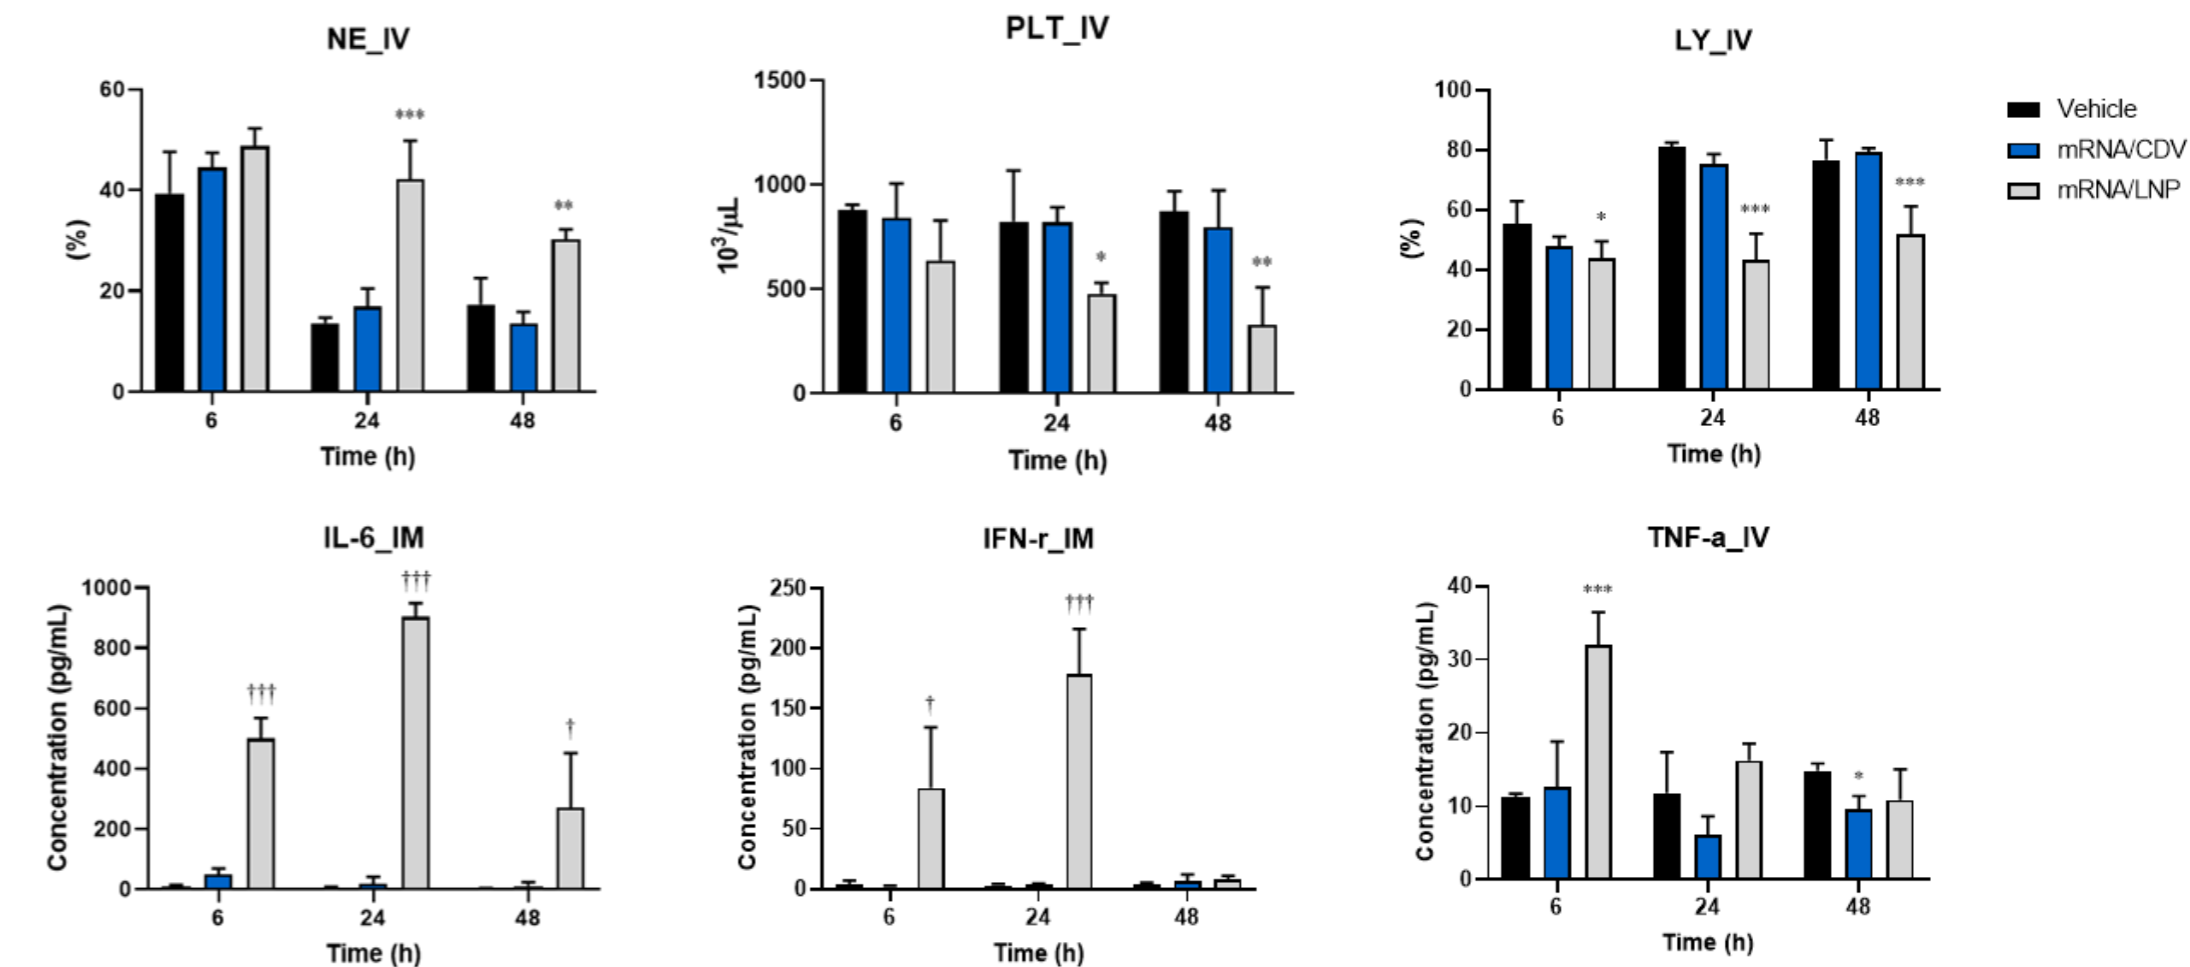 NE_IV
60
40
20
0
(%)
***
**
6 24 48
Time (h)
PLT_IV
1500
1000
500
0
10³/µL
*
**
6 24 48
Time (h)
LY_IV
100
80
60
40
20
0
(%)
*
***
***
6 24 48
Time (h)
Vehicle
mRNA/CDV
mRNA/LNP
IL-6_IM
1000
800
600
400
200
0
Concentration (pg/mL)
†††
†††
†
6 24 48
Time (h)
IFN-r_IM
250
200
150
100
50
0
Concentration (pg/mL)
†
†††
6 24 48
Time (h)
TNF-a_IV
40
30
20
10
0
Concentration (pg/mL)
***
*
6 24 48
Time (h)